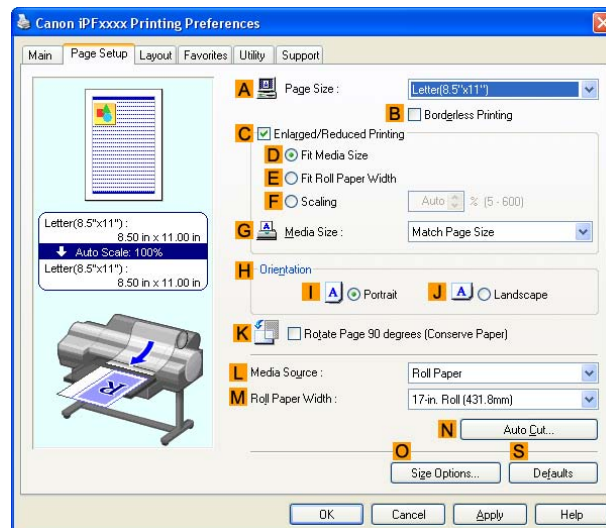 Canon iPFxxxx Printing Preferences
Main Page Setup Layout Favorites Utility Support
A Page Size : Letter(8.5"x11")
B Borderless Printing
C Enlarged/Reduced Printing
D Fit Media Size
E Fit Roll Paper Width
F Scaling Auto % (5 - 600)
G Media Size : Match Page Size
Letter(8.5"x11") :
8.50 in x 11.00 in
Auto Scale: 100%
Letter(8.5"x11") :
8.50 in x 11.00 in
H Orientation
I A Portrait J A Landscape
K Rotate Page 90 degrees (Conserve Paper)
R
L Media Source : Roll Paper
M Roll Paper Width : 17-in. Roll (431.8mm)
N Auto Cut...
O S
Size Options... Defaults
OK Cancel Apply Help